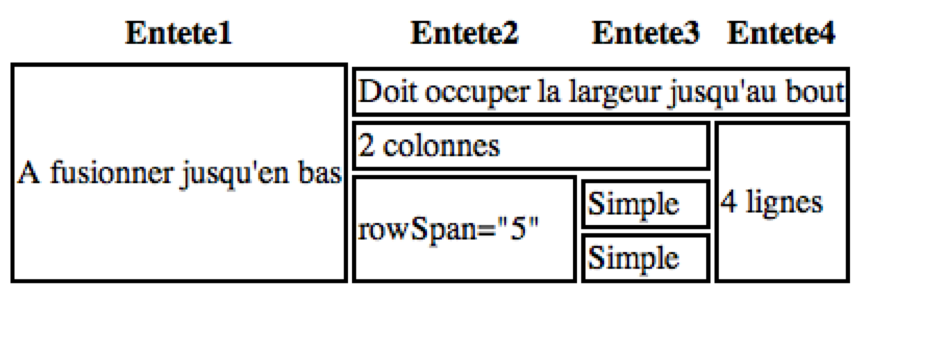 Entete1 Entete2 Entete3 Entete4
Doit occuper la largeur jusqu'au bout
2 colonnes
A fusionner jusqu'en bas
4 lignes
rowSpan="5"
Simple
Simple